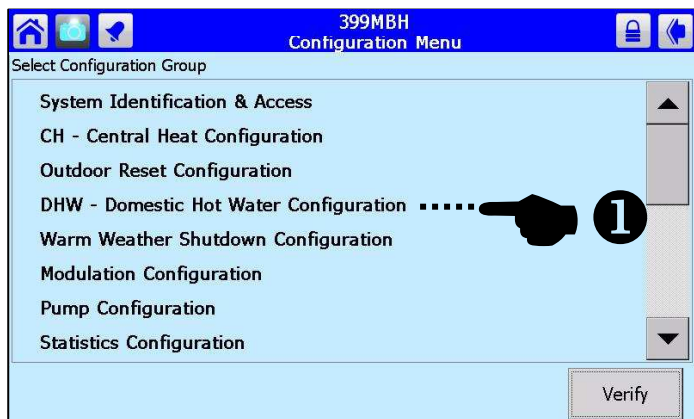 399MBH
Configuration Menu
Select Configuration Group
System Identification & Access
CH - Central Heat Configuration
Outdoor Reset Configuration
DHW - Domestic Hot Water Configuration
1
Warm Weather Shutdown Configuration
Modulation Configuration
Pump Configuration
Statistics Configuration
Verify